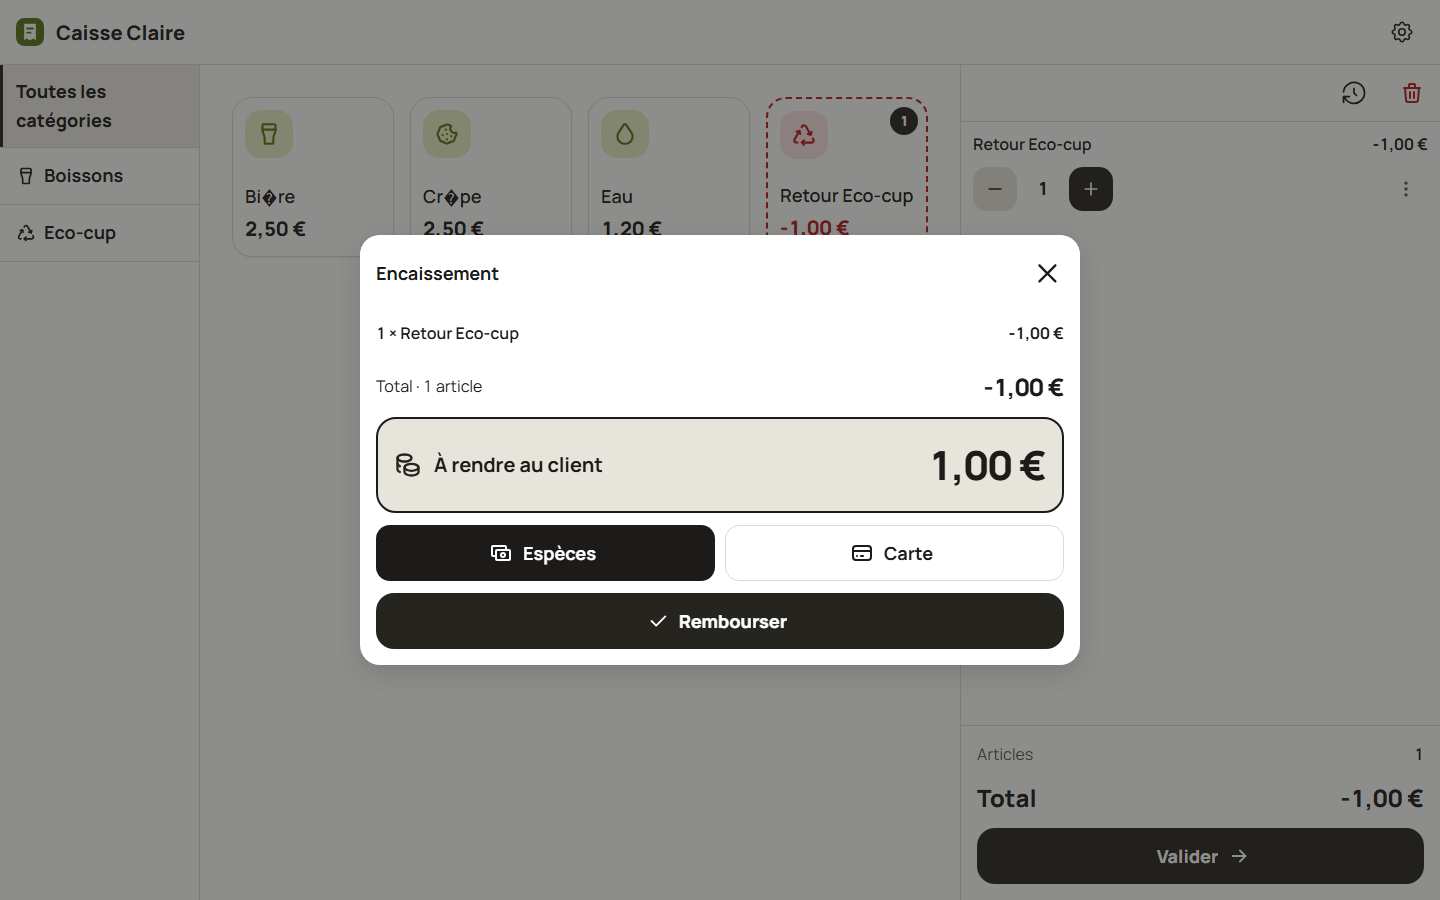 Caisse Claire
Toutes les
catégories
Boissons
Eco-cup
Bi�re
2,50 €
Cr�pe
2,50 €
Eau
1,20 €
1
Retour Eco-cup
-1,00 €
Retour Eco-cup
-1,00 €
1
Encaissement
1 × Retour Eco-cup
-1,00 €
Total · 1 article
-1,00 €
À rendre au client
1,00 €
Espèces
Carte
Rembourser
Articles
1
Total
-1,00 €
Valider